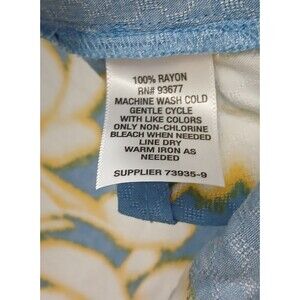 100% RAYON
RN# 93677
MACHINE WASH COLD
GENTLE CYCLE
WITH LIKE COLORS
ONLY NON-CHLORINE
BLEACH WHEN NEEDED
LINE DRY
WARM IRON AS
NEEDED
SUPPLIER 73935-9